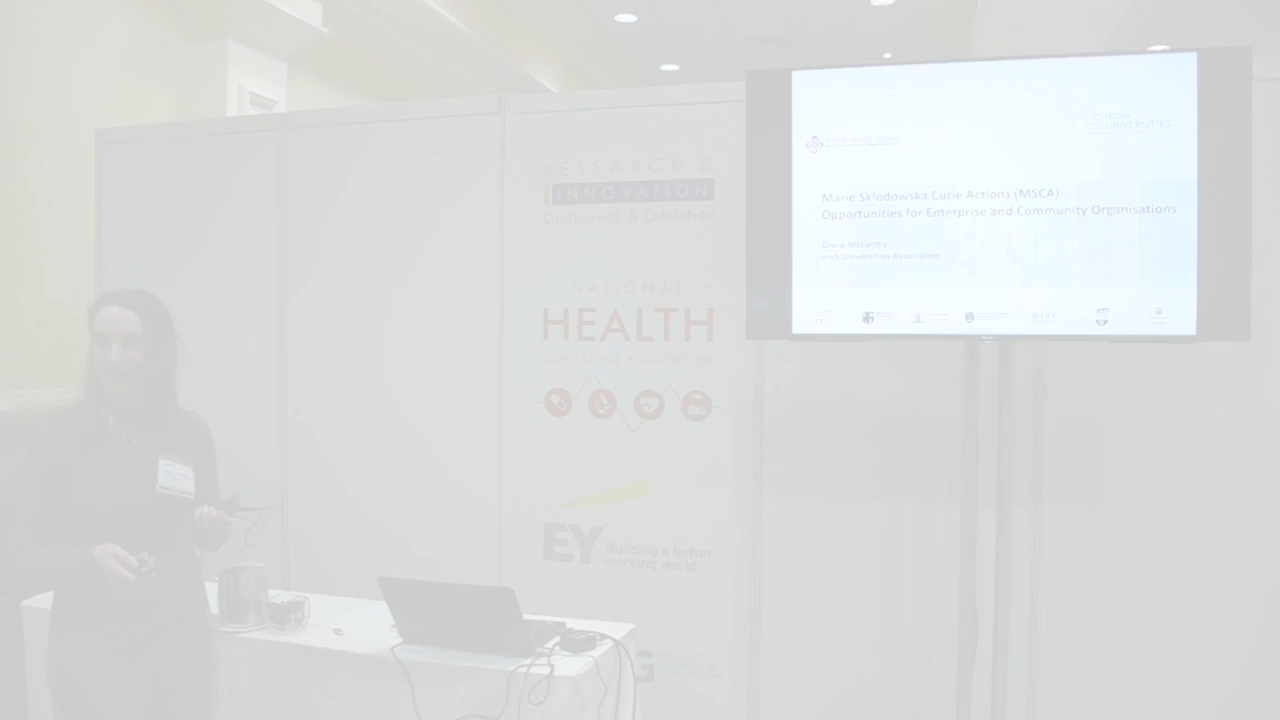 RESEARCH &
INNOVATION
Conference & Exhibition
NATIONAL
HEALTH
CONFERENCE & EXHIBITION
EY
Building a better
working world
IRISH
UNIVERSITIES
Marie Sklodowska Curie Actions (MSCA):
Opportunities for Enterprise and Community Organisations
Grace McCarthy
Irish Universities Association